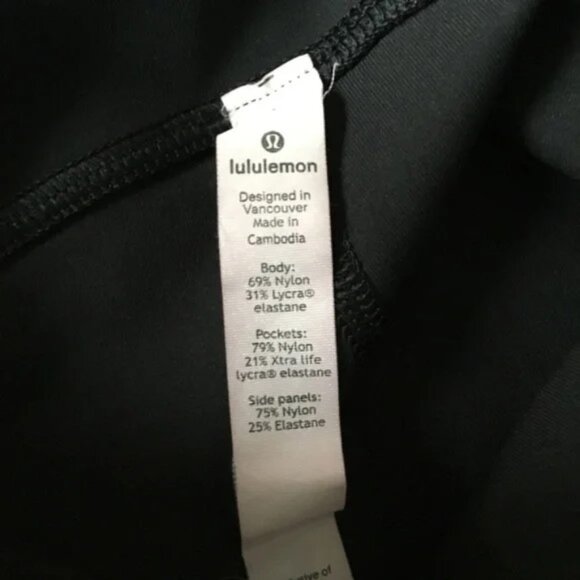 lululemon
Designed in
Vancouver
Made in
Cambodia
Body:
69% Nylon
31% Lycra®
elastane
Pockets:
79% Nylon
21% Xtra life
lycra® elastane
Side panels:
75% Nylon
25% Elastane
of